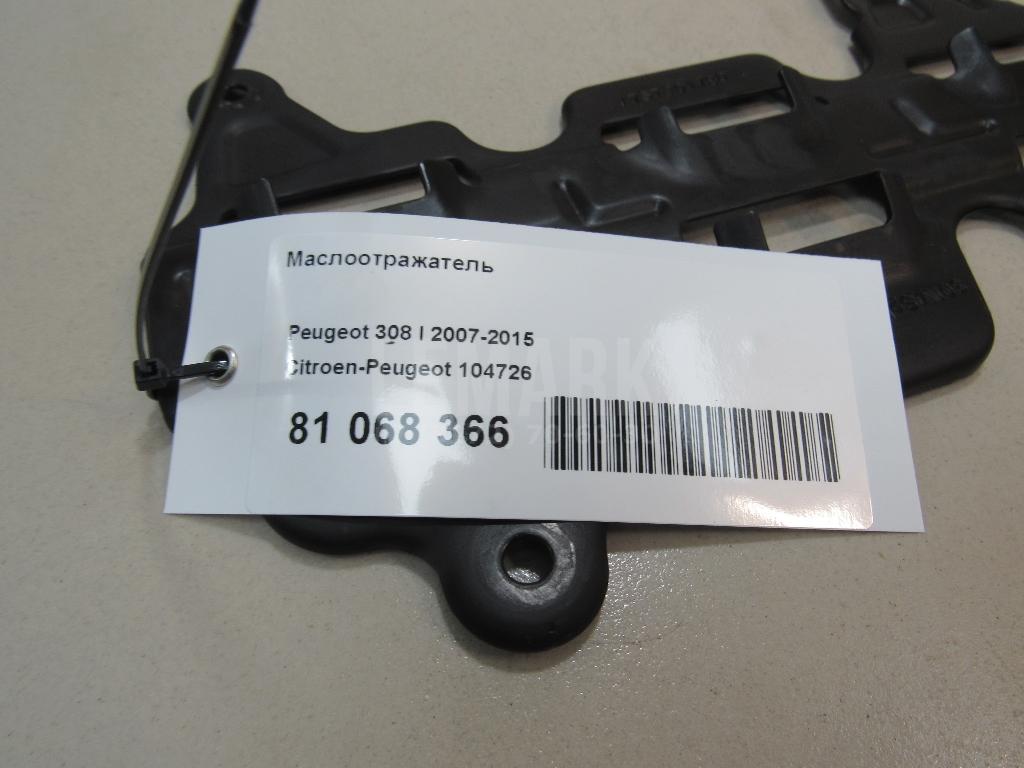 Маслоотражатель
Peugeot 308 I 2007-2015
Citroen-Peugeot 104726
81 068 366